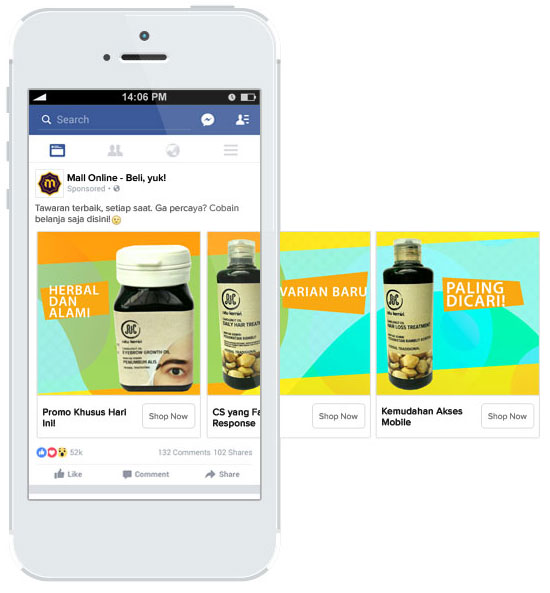 14:06 PM
Search
m
Mall Online - Beli, yuk!
Sponsored
Tawaran terbaik, setiap saat. Ga percaya? Cobain
belanja saja disini!
HERBAL
DAN
ALAMI
EYEBROW GROWTH OIL
PENUMBUH ALIS
Promo Khusus Hari
Ini!
Shop Now
DAILY HAIR TREAT
VARIAN BARU
CS yang Fa
Response
Shop Now
PALING
DICARI!
HAIR LOSS TREATMENT
Kemudahan Akses
Mobile
Shop Now
52k
132 Comments 102 Shares
Like
Comment
Share